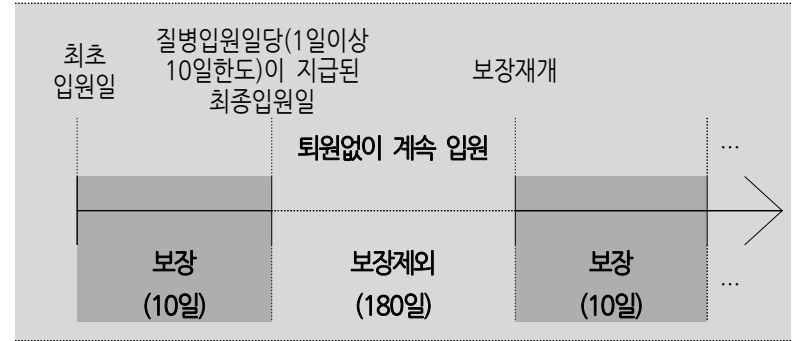 최초
입원일
질병입원일당(1일이상
10일한도)이 지급된
최종입원일
보장재개
퇴원없이 계속 입원
…
보장
(10일)
보장제외
(180일)
보장
(10일)
…